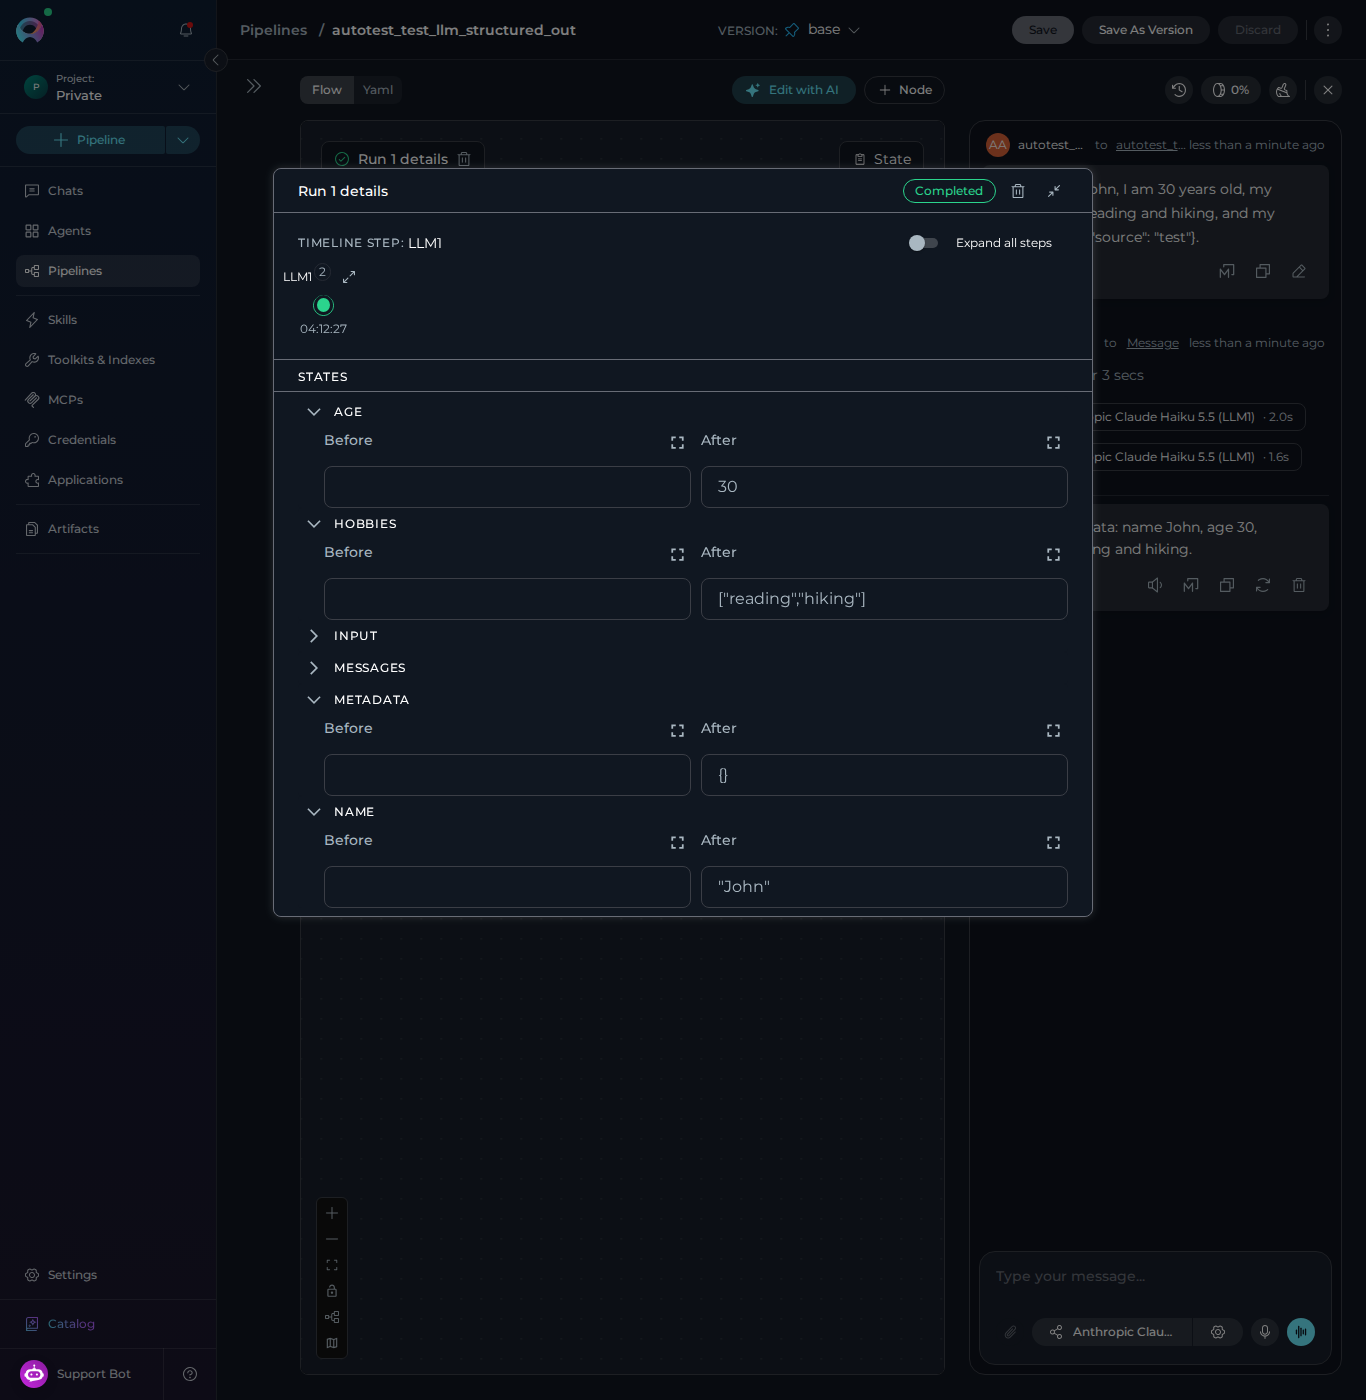 Pipelines / autotest_test_llm_structured_out
VERSION: base
Save
Save As Version
Discard
Project:
P
Private
Pipeline
Chats
Agents
Pipelines
Skills
Toolkits & Indexes
MCPs
Credentials
Applications
Artifacts
Settings
Catalog
Support Bot
Flow
Yaml
Edit with AI
Node
0%
Run 1 details
State
Run 1 details
Completed
TIMELINE STEP: LLM1
Expand all steps
LLM1 2
04:12:27
STATES
AGE
Before
After
30
HOBBIES
Before
After
["reading","hiking"]
INPUT
MESSAGES
METADATA
Before
After
{}
NAME
Before
After
"John"
AA autotest_... to autotest_t... less than a minute ago
ohn, I am 30 years old, my
eading and hiking, and my
"source": "test"}.
to Message less than a minute ago
r 3 secs
pic Claude Haiku 5.5 (LLM1) · 2.0s
pic Claude Haiku 5.5 (LLM1) · 1.6s
ata: name John, age 30,
ng and hiking.
Type your message...
Anthropic Clau...